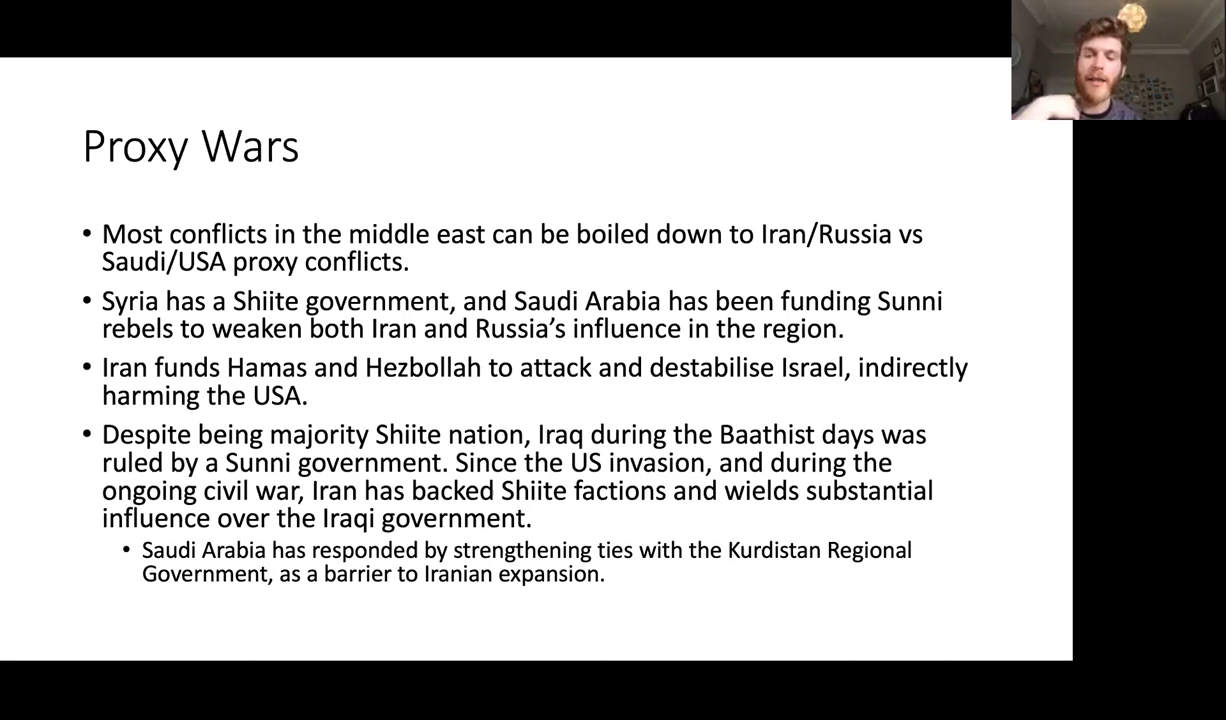 Proxy Wars
• Most conflicts in the middle east can be boiled down to Iran/Russia vs
Saudi/USA proxy conflicts.
• Syria has a Shiite government, and Saudi Arabia has been funding Sunni
rebels to weaken both Iran and Russia’s influence in the region.
• Iran funds Hamas and Hezbollah to attack and destabilise Israel, indirectly
harming the USA.
• Despite being majority Shiite nation, Iraq during the Baathist days was
ruled by a Sunni government. Since the US invasion, and during the
ongoing civil war, Iran has backed Shiite factions and wields substantial
influence over the Iraqi government.
• Saudi Arabia has responded by strengthening ties with the Kurdistan Regional
Government, as a barrier to Iranian expansion.